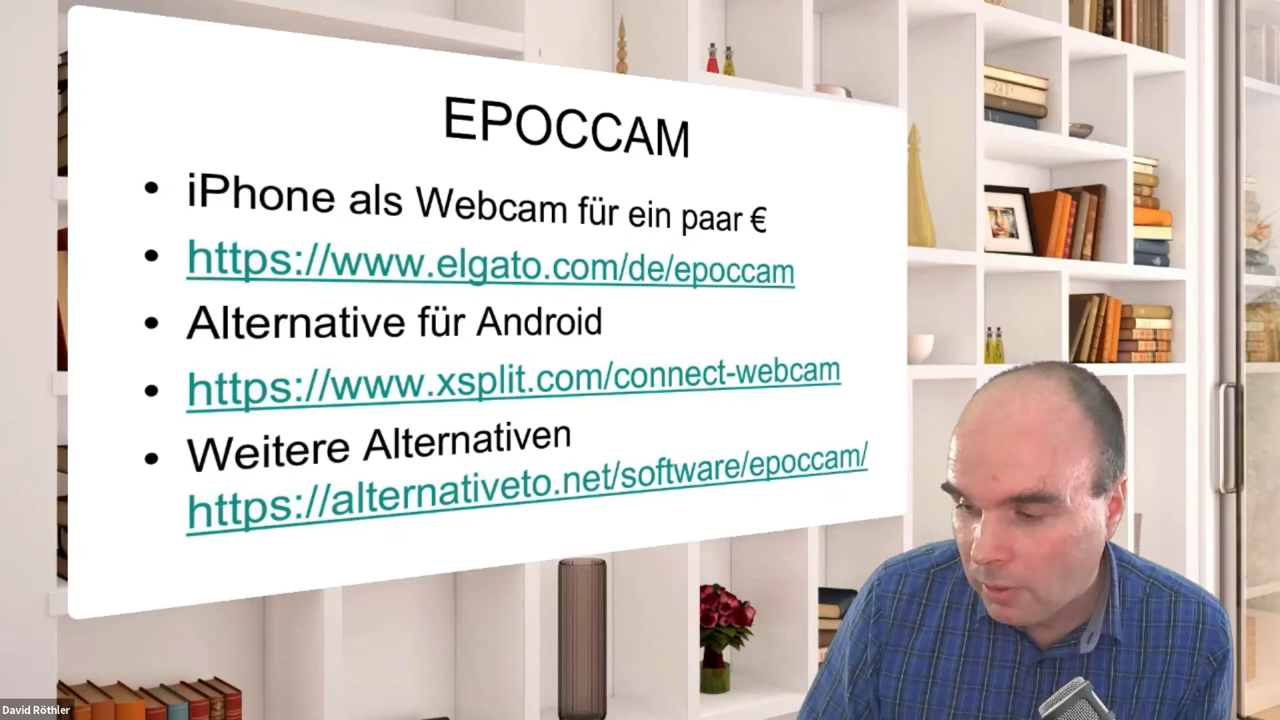 EPOCCAM
• iPhone als Webcam für ein paar €
• https://www.elgato.com/de/epoccam
• Alternative für Android
• https://www.xsplit.com/connect-webcam
• Weitere Alternativen
https://alternativeto.net/software/epoccam/
David Röthler